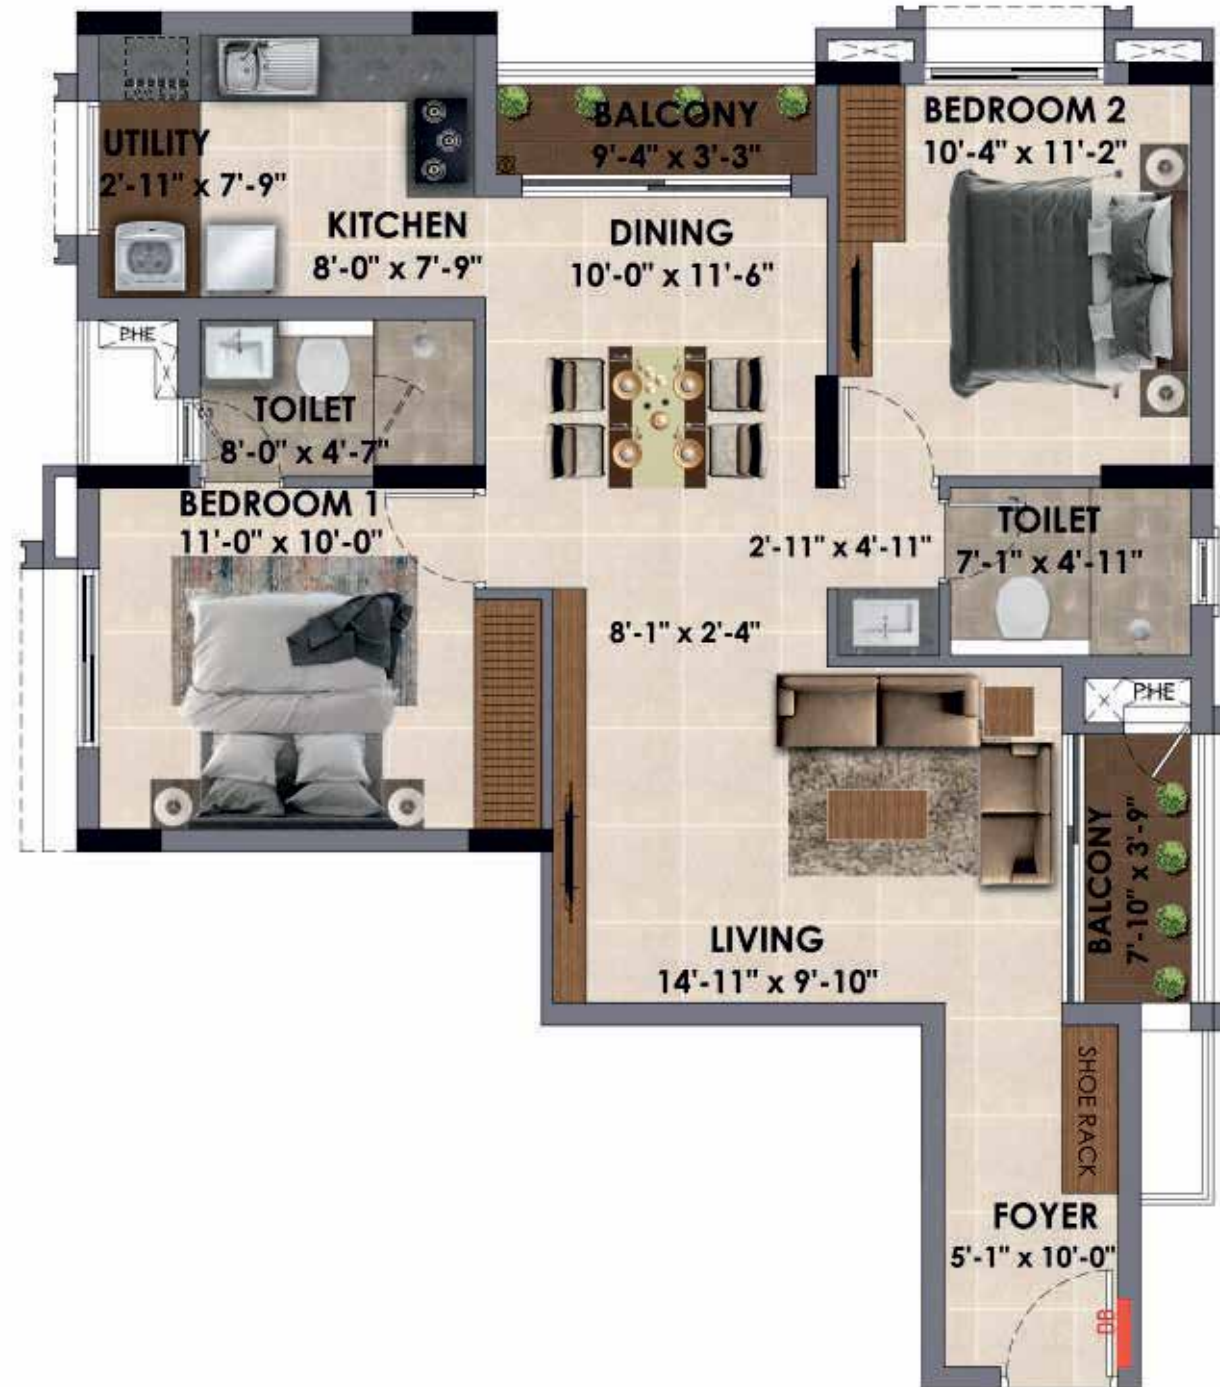 UTILITY
2'-11" x 7'-9"
KITCHEN
8'-0" x 7'-9"
BALCONY
9'-4" x 3'-3"
DINING
10'-0" x 11'-6"
BEDROOM 2
10'-4" x 11'-2"
PHE
TOILET
8'-0" x 4'-7"
BEDROOM 1
11'-0" x 10'-0"
2'-11" x 4'-11"
TOILET
7'-1" x 4'-11"
8'-1" x 2'-4"
PHE
BALCONY
7'-10" x 3'-9"
LIVING
14'-11" x 9'-10"
SHOE RACK
FOYER
5'-1" x 10'-0"
DB